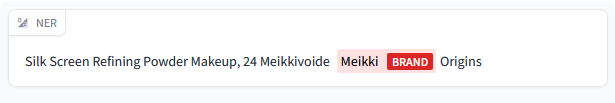 NER
Silk Screen Refining Powder Makeup, 24 Meikkivoide Meikki BRAND Origins